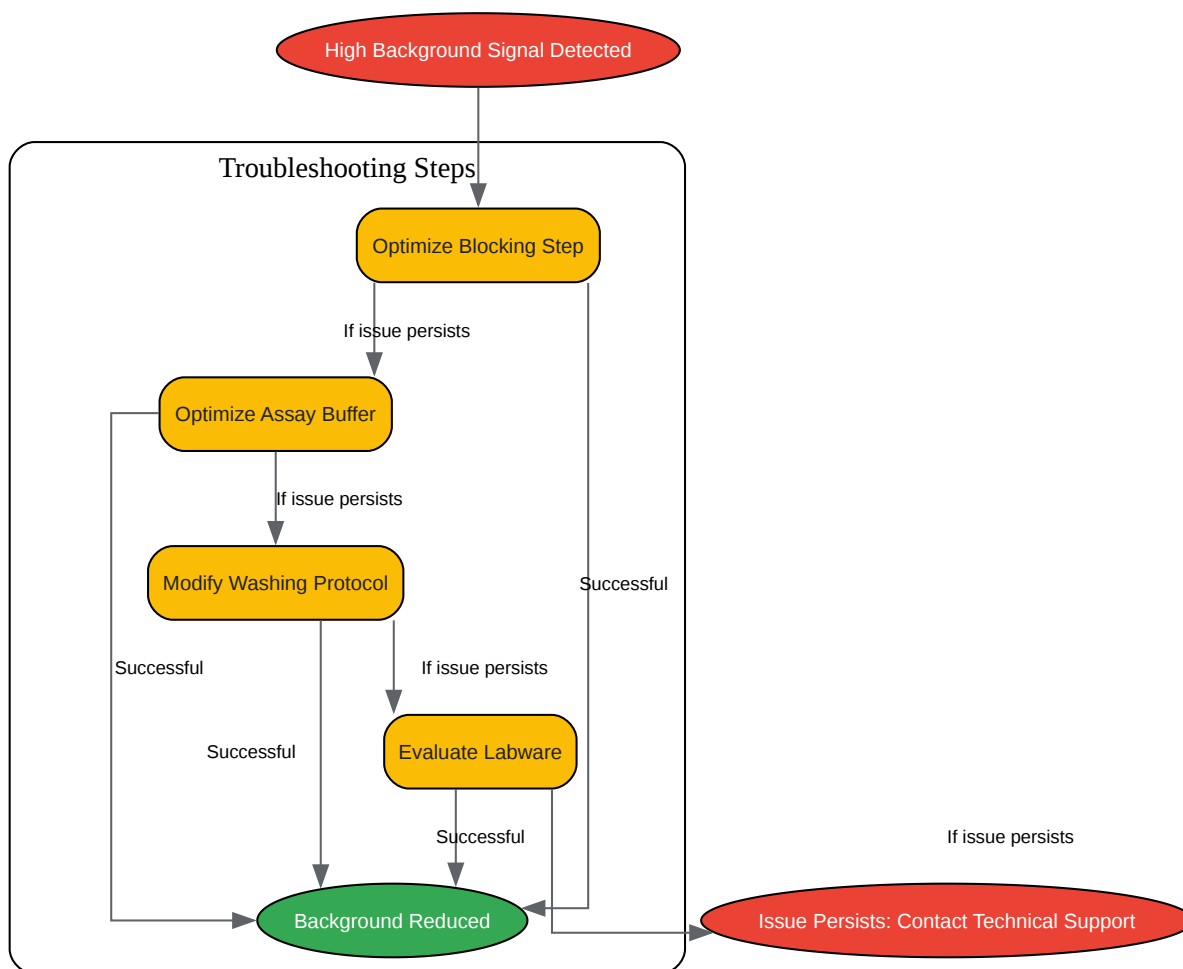 High Background Signal Detected
Troubleshooting Steps
Optimize Blocking Step
If issue persists
Optimize Assay Buffer
If issue persists
Modify Washing Protocol
Successful
Successful
If issue persists
Successful
Evaluate Labware
Successful
If issue persists
Background Reduced
Issue Persists: Contact Technical Support